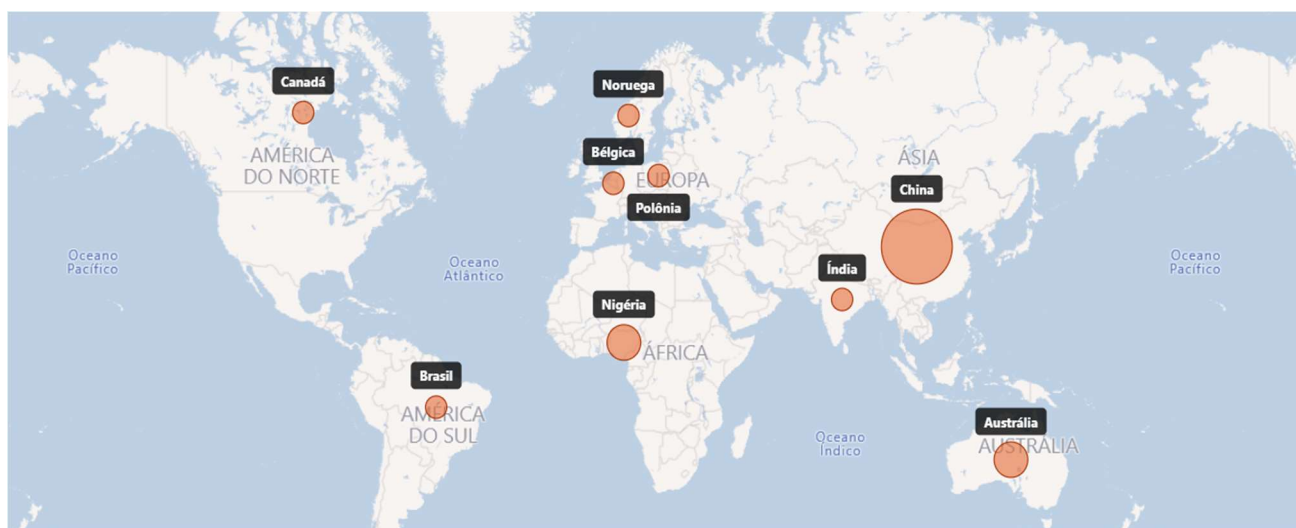 Canadá
Noruega
Bélgica
AMÉRICA
DO NORTE
ÁSIA
EUROPA
China
Polônia
Oceano
Pacífico
Oceano
Atlântico
Oceano
Pacífico
Índia
Nigéria
ÁFRICA
Brasil
AMÉRICA
DO SUL
Oceano
Índico
Austrália
AUSTRÁLIA